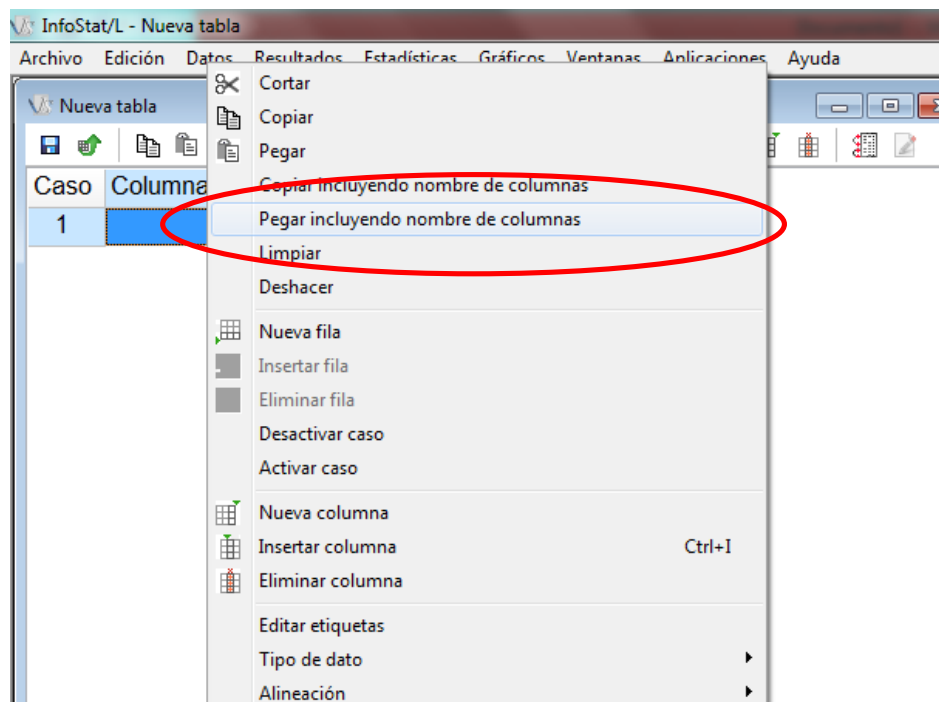 InfoStat/L - Nueva tabla
Archivo Edición Datos Resultados Estadísticas Gráficos Ventanas Aplicaciones Ayuda
Nueva tabla
Caso Columna
1
Cortar
Copiar
Pegar
Copiar incluyendo nombre de columnas
Pegar incluyendo nombre de columnas
Limpiar
Deshacer
Nueva fila
Insertar fila
Eliminar fila
Desactivar caso
Activar caso
Nueva columna
Insertar columna Ctrl+I
Eliminar columna
Editar etiquetas
Tipo de dato
Alineación